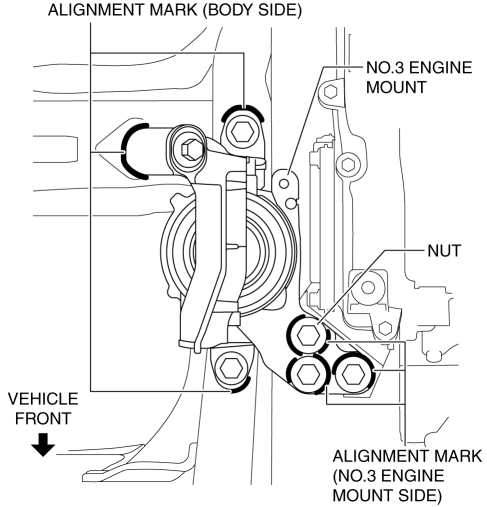 ALIGNMENT MARK (BODY SIDE)
NO.3 ENGINE
MOUNT
NUT
VEHICLE
FRONT
ALIGNMENT MARK
(NO.3 ENGINE
MOUNT SIDE)